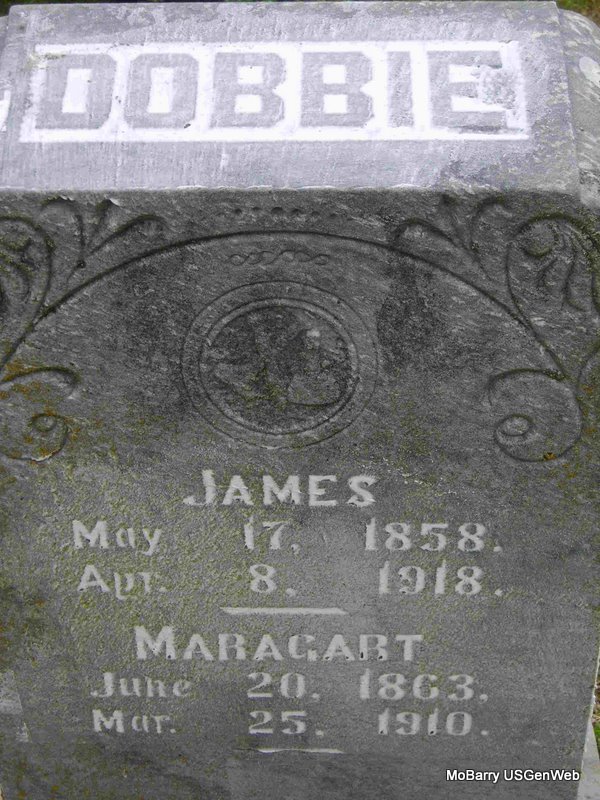 DOBBIE
JAMES
May 17, 1858.
Apr. 8, 1918.
MARAGART
June 20, 1863.
Mar. 25, 1910.
MoBarry USGenWeb